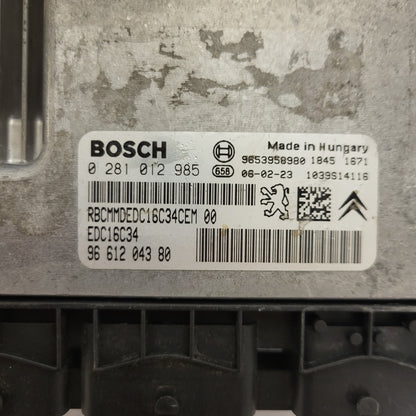 BOSCH Made in Hungary
9653958980 1845 1671
0 281 012 985 658 06-02-23 1039S14116
RBCMMDEDC16C34CEM 00
EDC16C34
96 612 043 80